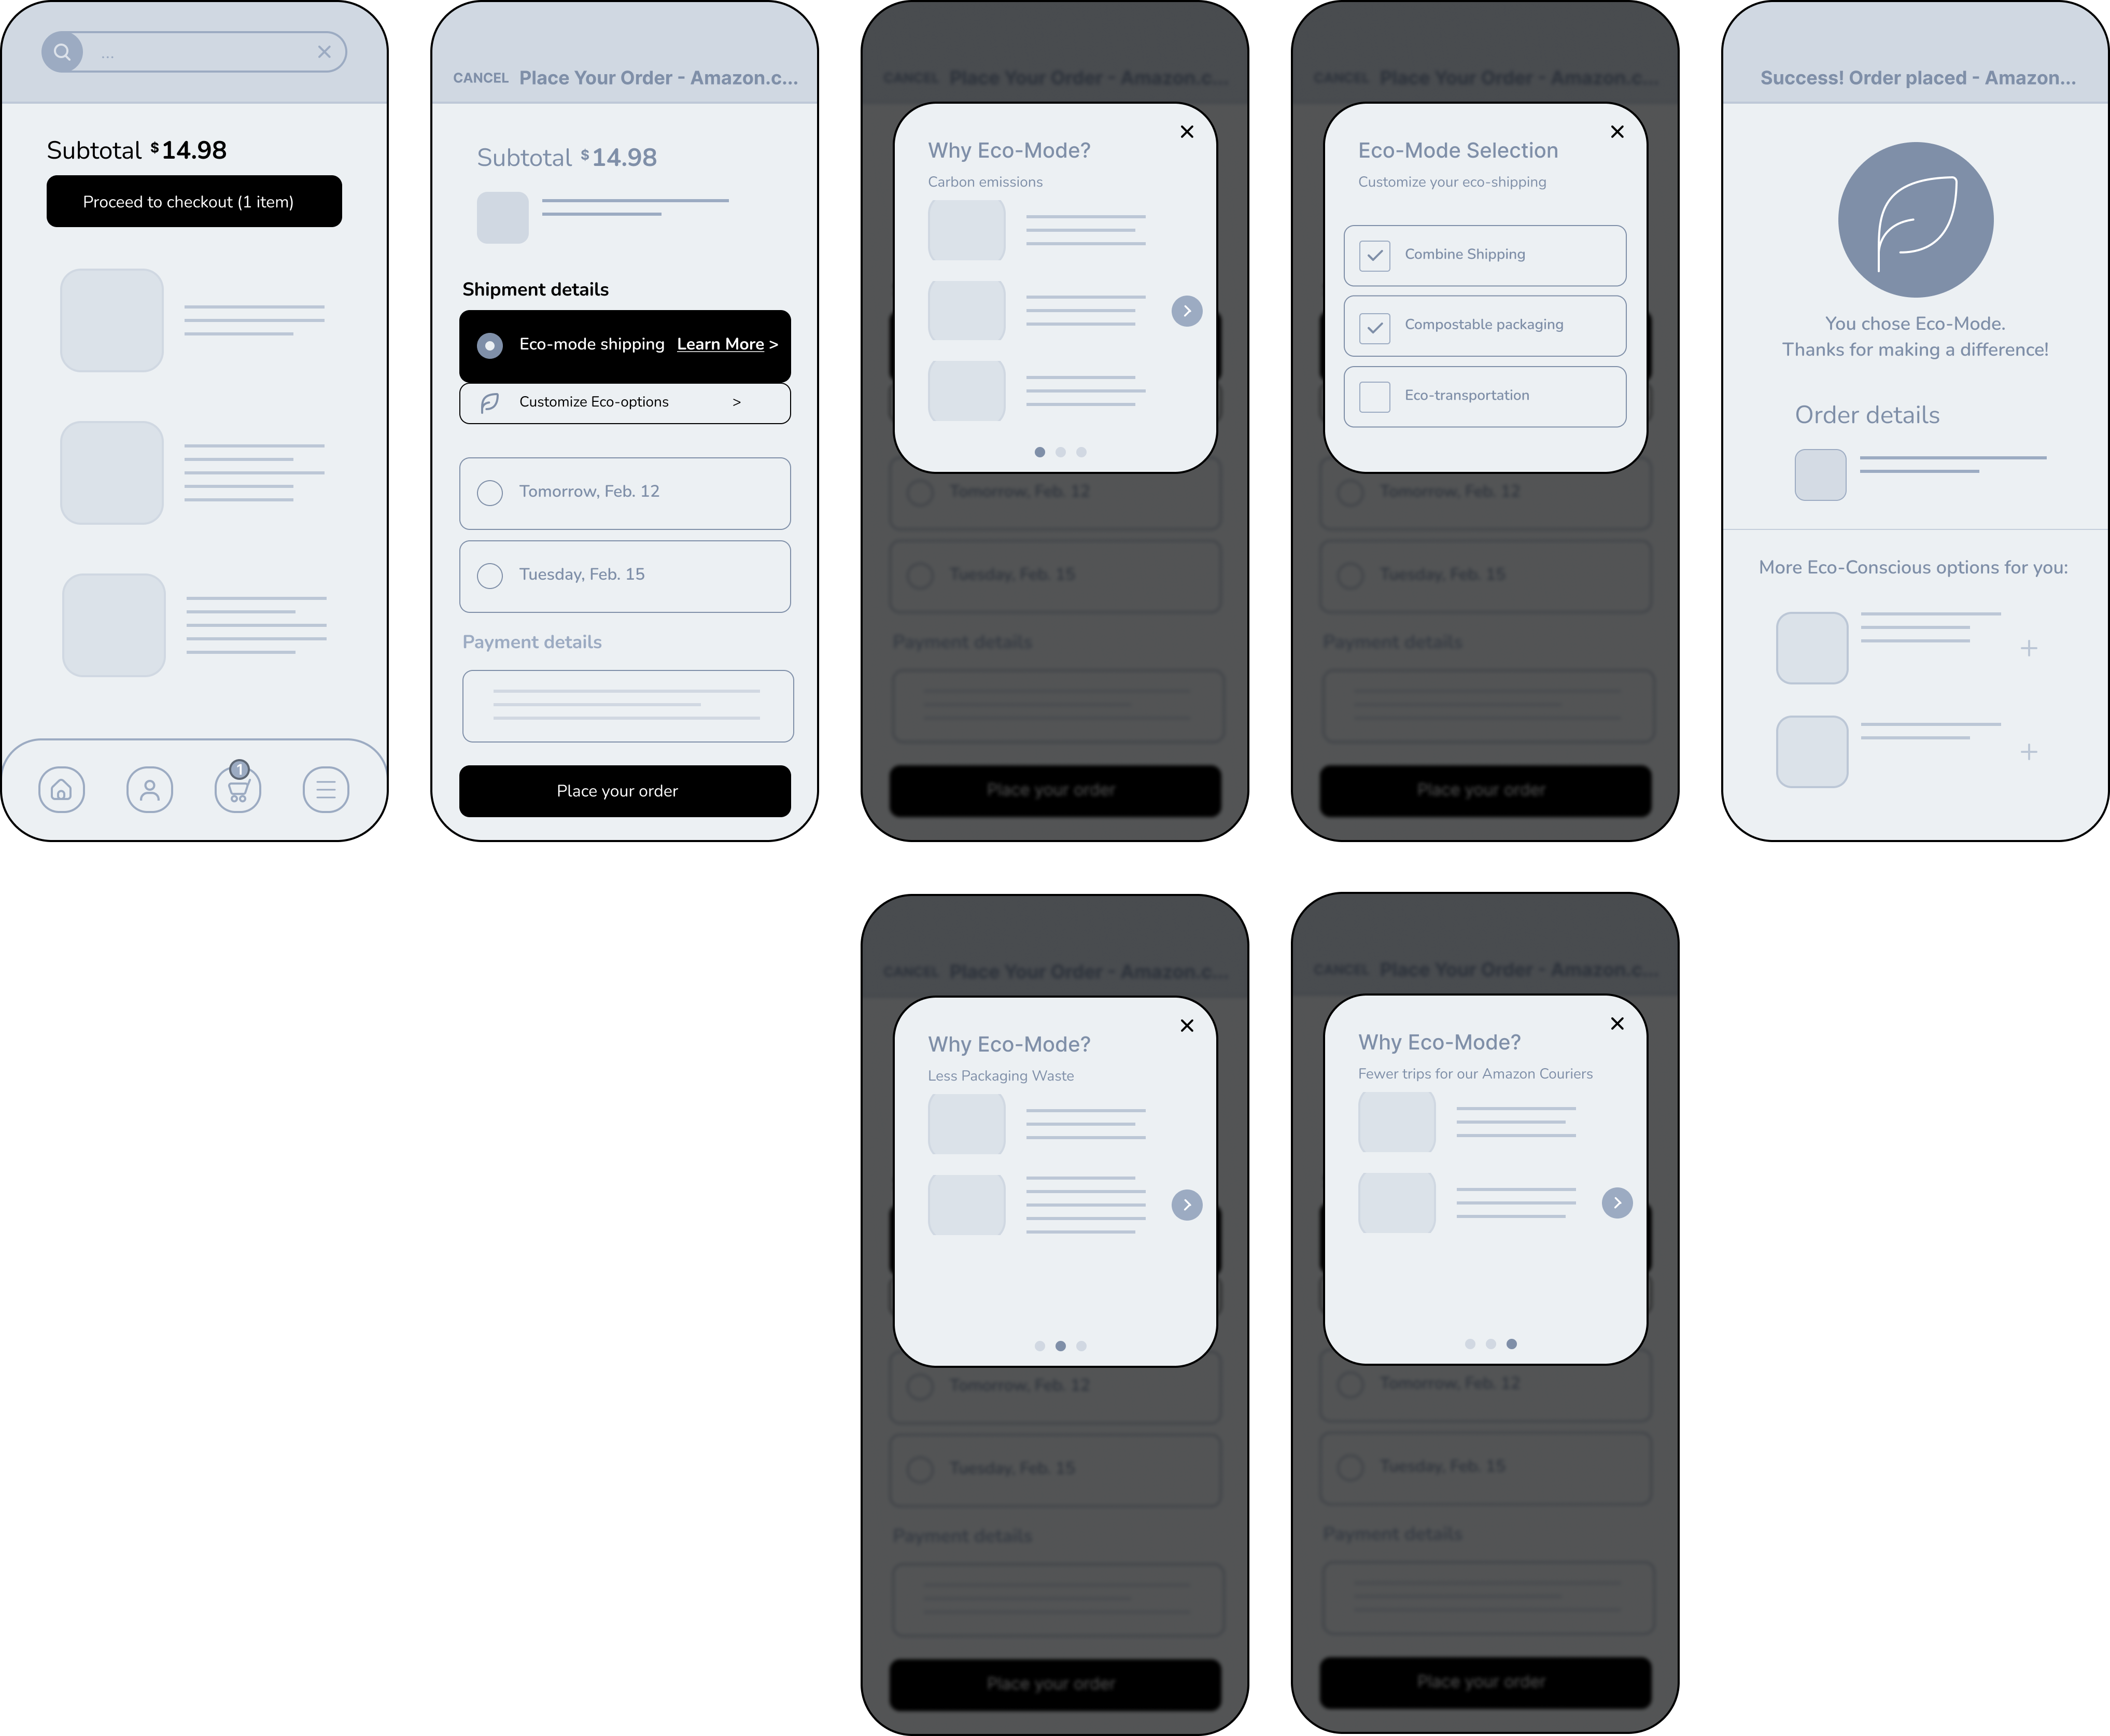 ...
Subtotal $14.98
Proceed to checkout (1 item)
1
CANCEL Place Your Order - Amazon.c...
Subtotal $14.98
Shipment details
Eco-mode shipping Learn More >
Customize Eco-options >
Tomorrow, Feb. 12
Tuesday, Feb. 15
Payment details
Place your order
CANCEL Place Your Order - Amazon.c...
Why Eco-Mode?
Carbon emissions
Tomorrow, Feb. 12
Tuesday, Feb. 15
Payment details
Place your order
CANCEL Place Your Order - Amazon.c...
Eco-Mode Selection
Customize your eco-shipping
Combine Shipping
Compostable packaging
Eco-transportation
Tomorrow, Feb. 12
Tuesday, Feb. 15
Payment details
Place your order
Success! Order placed - Amazon...
You chose Eco-Mode.
Thanks for making a difference!
Order details
More Eco-Conscious options for you:
CANCEL Place Your Order - Amazon.c...
Why Eco-Mode?
Less Packaging Waste
Tomorrow, Feb. 12
Tuesday, Feb. 15
Payment details
Place your order
CANCEL Place Your Order - Amazon.c...
Why Eco-Mode?
Fewer trips for our Amazon Couriers
Tomorrow, Feb. 12
Tuesday, Feb. 15
Payment details
Place your order